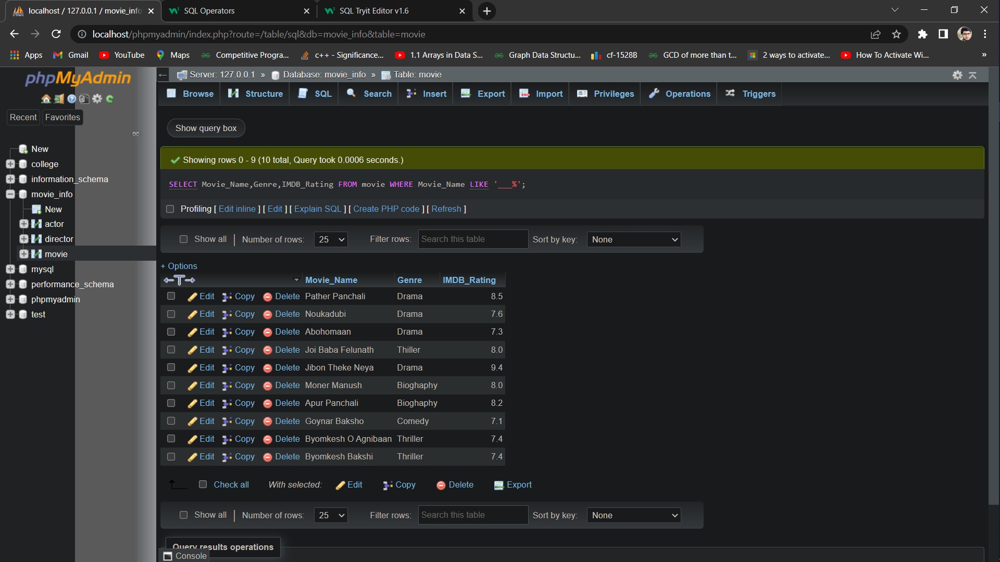 localhost / 127.0.0.1 / movie_info
SQL Operators
SQL Tryit Editor v1.6
localhost/phpmyadmin/index.php?route=/table/sql&db=movie_info&table=movie
Apps
Gmail
YouTube
Maps
Competitive Progra...
c++ - Significance...
1.1 Arrays in Data S...
Graph Data Structu...
cf-1528B
GCD of more than t...
2 ways to activate...
How To Activate Wi...
»
phpMyAdmin
Recent
Favorites
New
college
information_schema
movie_info
New
actor
director
movie
mysql
performance_schema
phpmyadmin
test
Server: 127.0.0.1 » Database: movie_info » Table: movie
Browse
Structure
SQL
Search
Insert
Export
Import
Privileges
Operations
Triggers
Show query box
Showing rows 0 - 9 (10 total, Query took 0.0006 seconds.)
SELECT Movie_Name,Genre,IMDB_Rating FROM movie WHERE Movie_Name LIKE '___%';
Profiling [ Edit inline ] [ Edit ] [ Explain SQL ] [ Create PHP code ] [ Refresh ]
Show all | Number of rows: 25 Filter rows: Search this table Sort by key: None
+ Options
Movie_Name Genre IMDB_Rating
Edit Copy Delete Pather Panchali Drama 8.5
Edit Copy Delete Noukadubi Drama 7.6
Edit Copy Delete Abohomaan Drama 7.3
Edit Copy Delete Joi Baba Felunath Thiller 8.0
Edit Copy Delete Jibon Theke Neya Drama 9.4
Edit Copy Delete Moner Manush Bioghaphy 8.0
Edit Copy Delete Apur Panchali Bioghaphy 8.2
Edit Copy Delete Goynar Baksho Comedy 7.1
Edit Copy Delete Byomkesh O Agnibaan Thriller 7.4
Edit Copy Delete Byomkesh Bakshi Thriller 7.4
Check all With selected: Edit Copy Delete Export
Show all | Number of rows: 25 Filter rows: Search this table Sort by key: None
Query results operations
Console